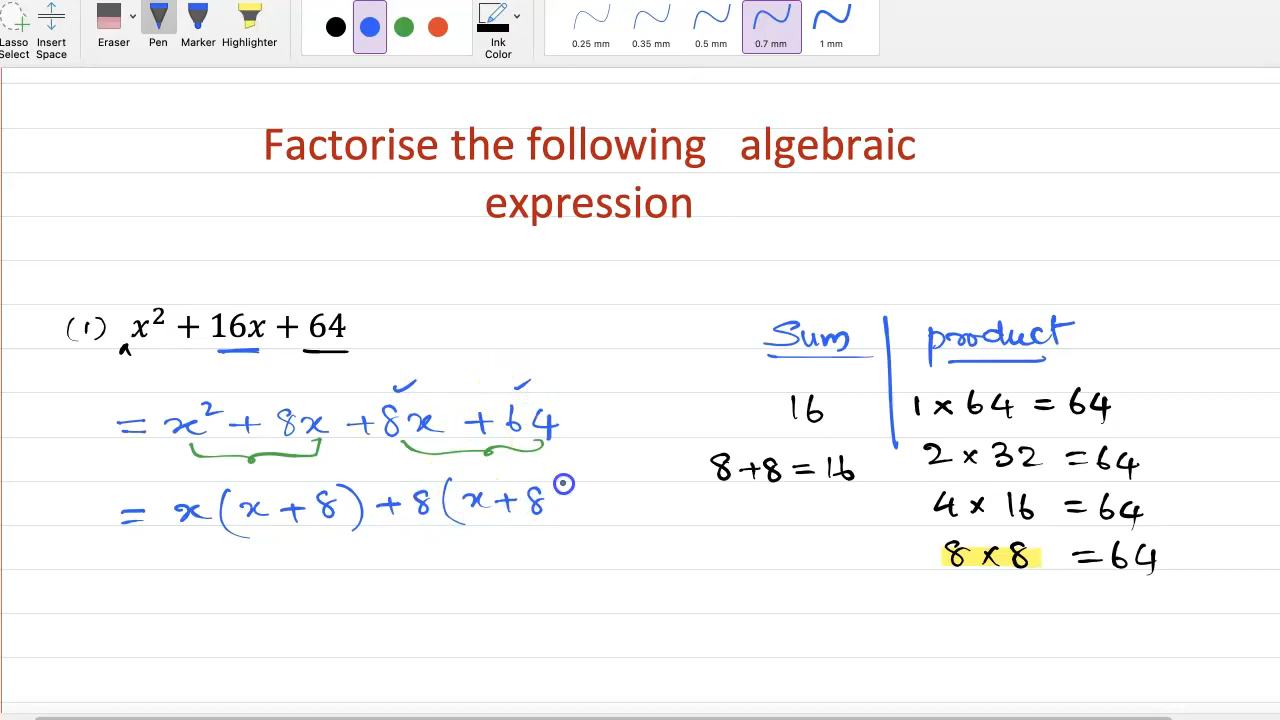 Lasso Select
Insert Space
Eraser
Pen
Marker
Highlighter
Ink Color
0.25 mm
0.35 mm
0.5 mm
0.7 mm
1 mm
Factorise the following algebraic
expression
(1) x² + 16x + 64
= x² + 8x + 8x + 64
= x(x + 8) + 8(x + 8
Sum
16
8 + 8 = 16
product
1 × 64 = 64
2 × 32 = 64
4 × 16 = 64
8 × 8 = 64